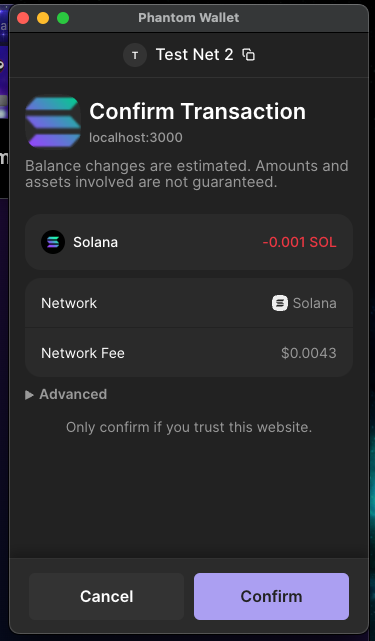 Phantom Wallet
T Test Net 2
Confirm Transaction
localhost:3000
Balance changes are estimated. Amounts and
assets involved are not guaranteed.
Solana -0.001 SOL
Network Solana
Network Fee $0.0043
Advanced
Only confirm if you trust this website.
Cancel Confirm